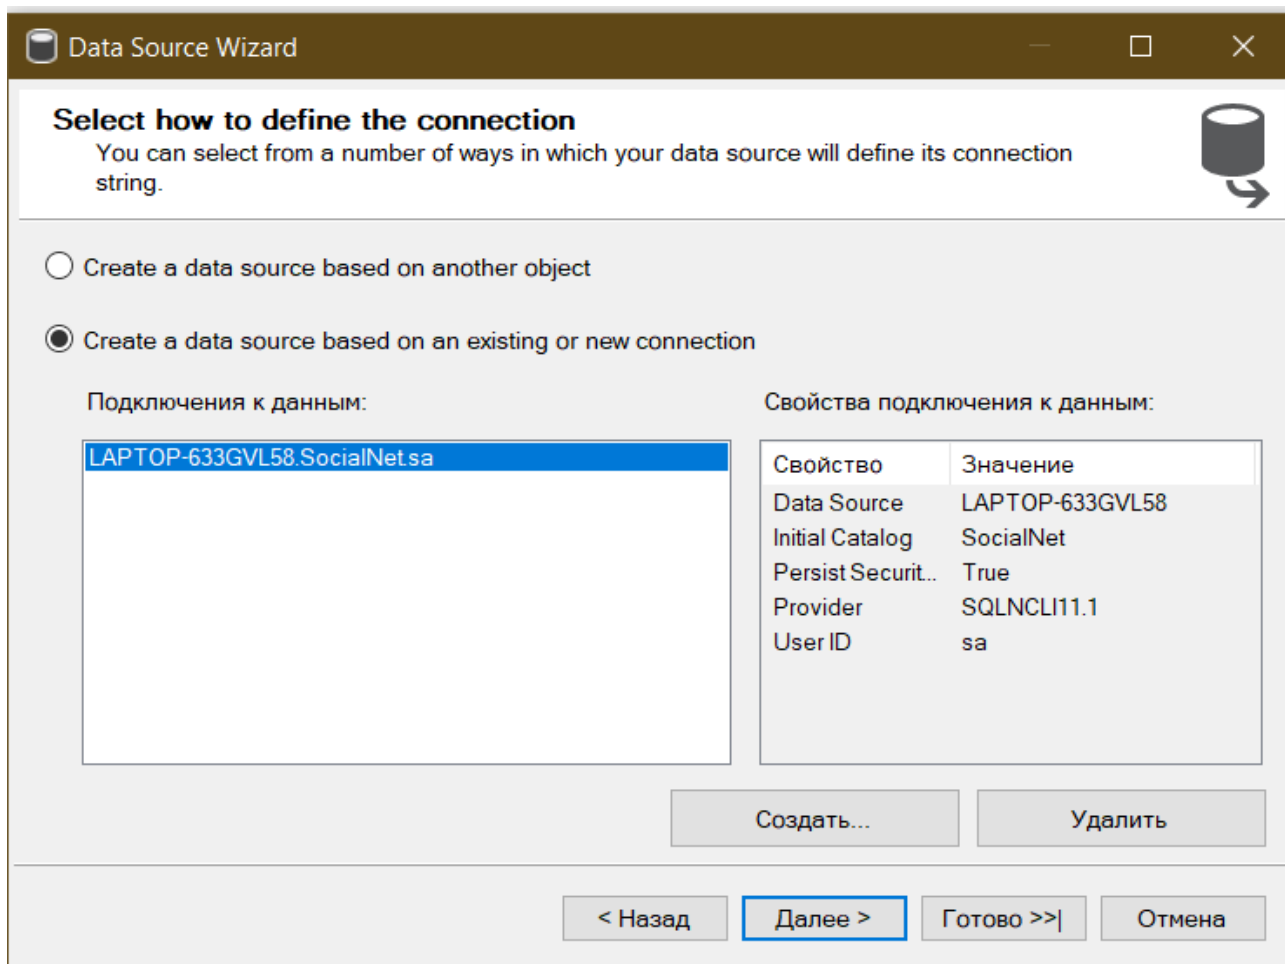 Data Source Wizard
Select how to define the connection
You can select from a number of ways in which your data source will define its connection
string.
Create a data source based on another object
Create a data source based on an existing or new connection
Подключения к данным:
LAPTOP-633GVL58.SocialNet.sa
Свойства подключения к данным:
Свойство Значение
Data Source LAPTOP-633GVL58
Initial Catalog SocialNet
Persist Securit... True
Provider SQLNCLI11.1
User ID sa
Создать... Удалить
< Назад Далее > Готово >>| Отмена